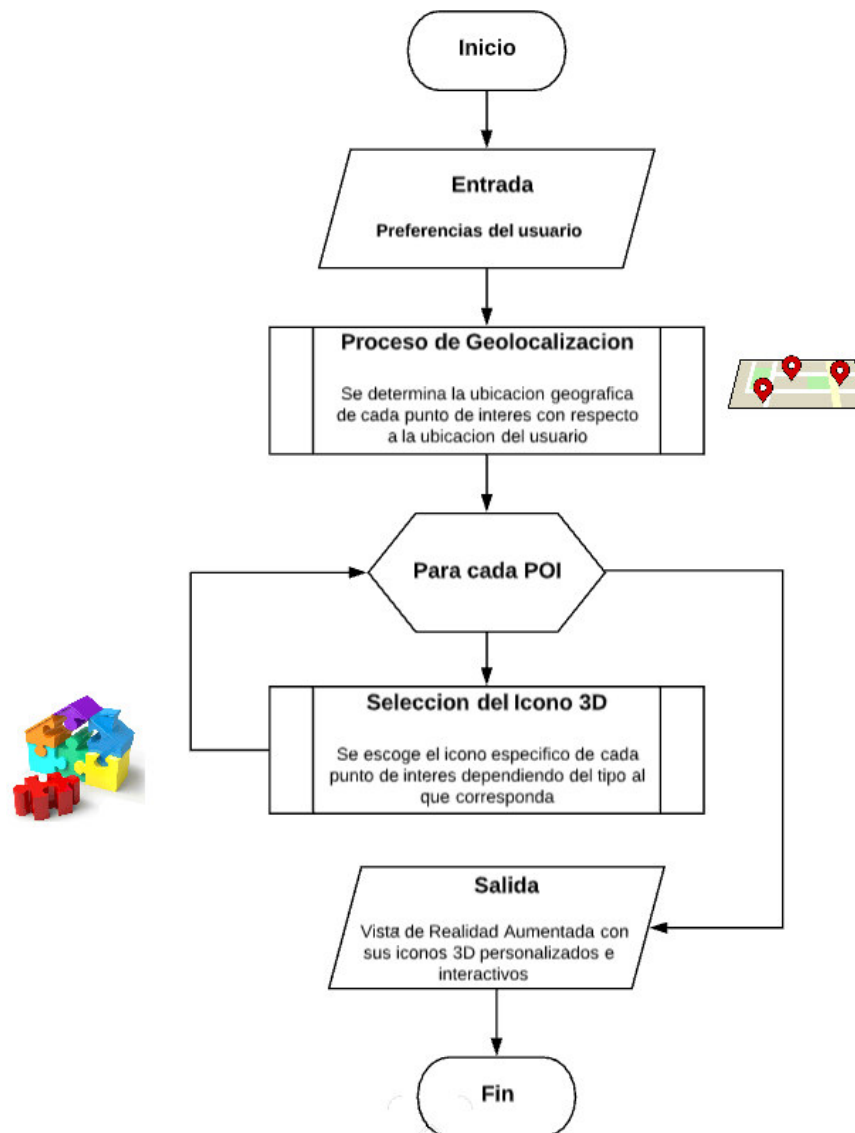 Inicio
Entrada
Preferencias del usuario
Proceso de Geolocalizacion
Se determina la ubicacion geografica
de cada punto de interes con respecto
a la ubicacion del usuario
Para cada POI
Seleccion del Icono 3D
Se escoge el icono especifico de cada
punto de interes dependiendo del tipo al
que corresponda
Salida
Vista de Realidad Aumentada con
sus iconos 3D personalizados e
interactivos
Fin